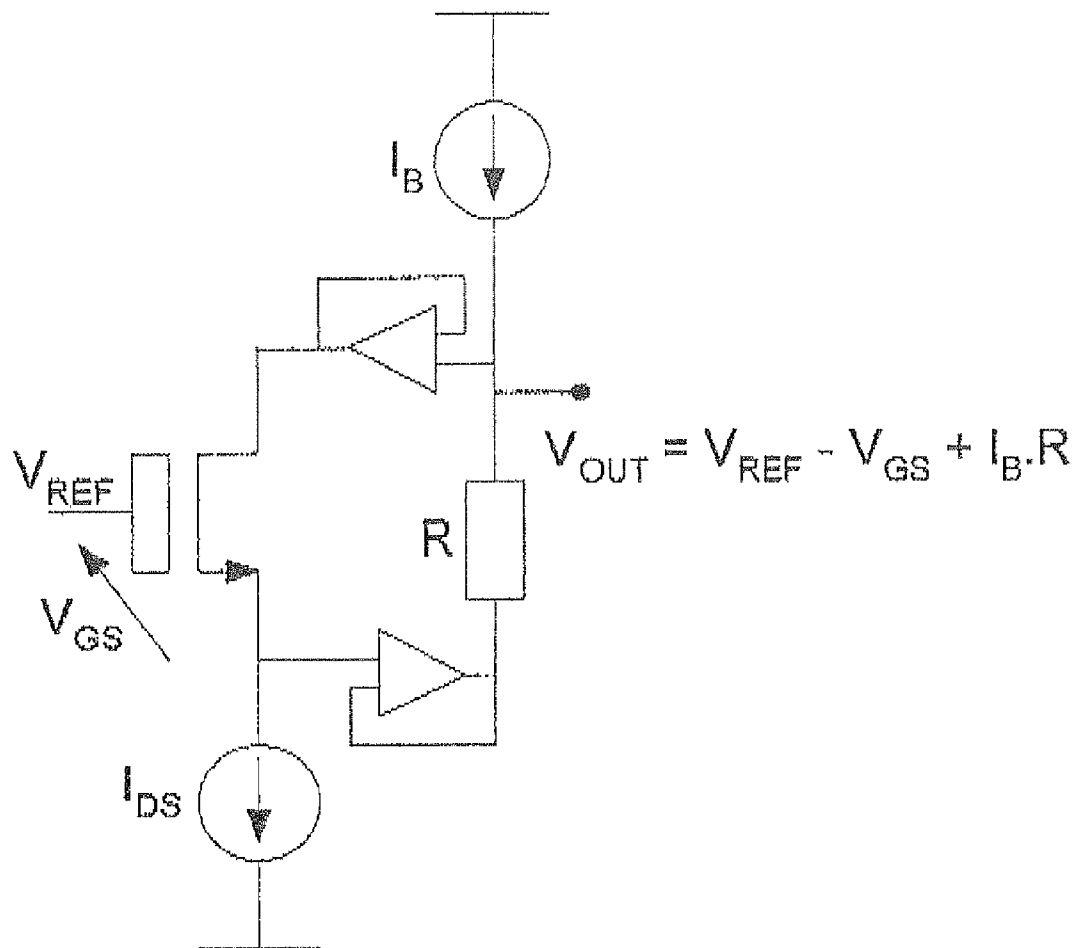 I_B
V_OUT = V_REF - V_GS + I_B.R
V_REF
R
V_GS
I_DS